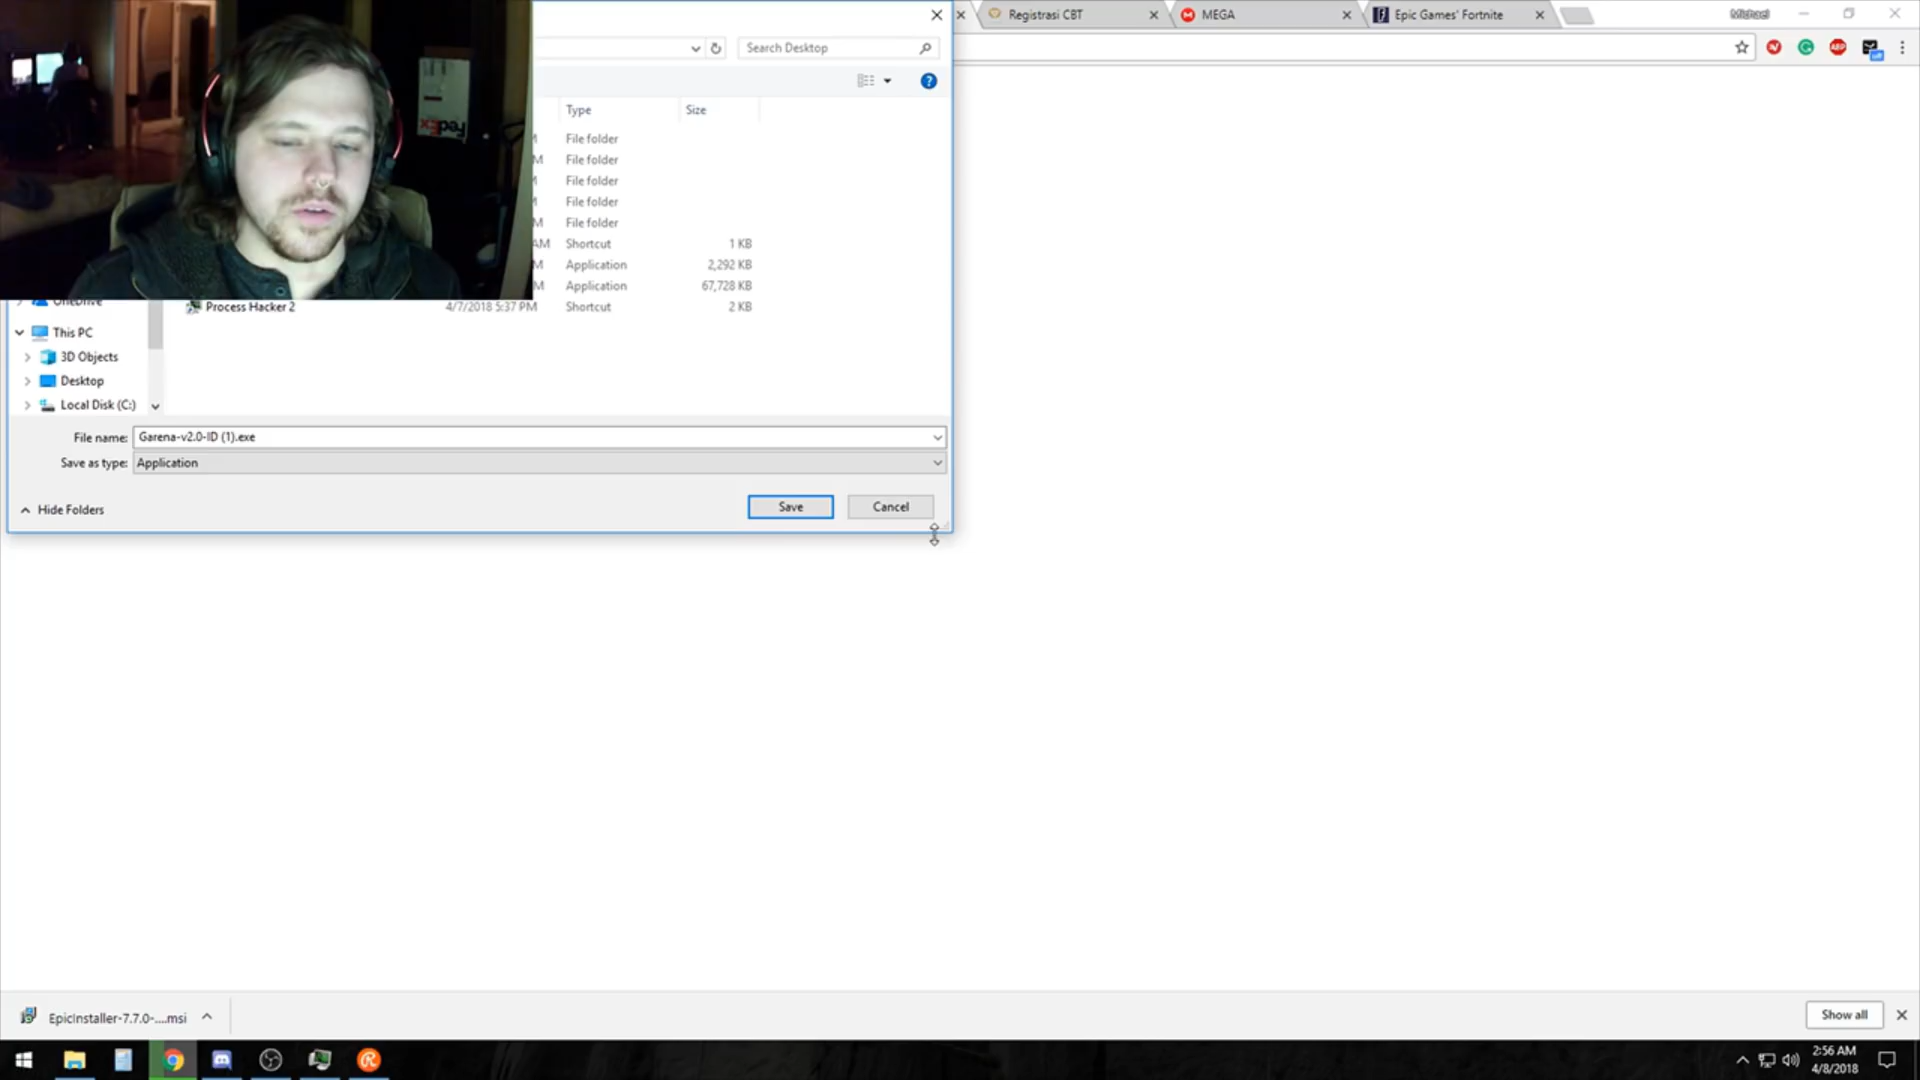 Registrasi CBT
MEGA
Epic Games' Fortnite
Michael
Search Desktop
Type Size
File folder
M File folder
File folder
File folder
M File folder
AM Shortcut 1 KB
M Application 2,292 KB
M Application 67,728 KB
Process Hacker 2 4/7/2018 5:37 PM Shortcut 2 KB
FedEx
OneDrive
This PC
3D Objects
Desktop
Local Disk (C:)
File name: Garena-v2.0-ID (1).exe
Save as type: Application
Hide Folders
Save
Cancel
EpicInstaller-7.7.0-....msi
Show all
2:56 AM
4/8/2018